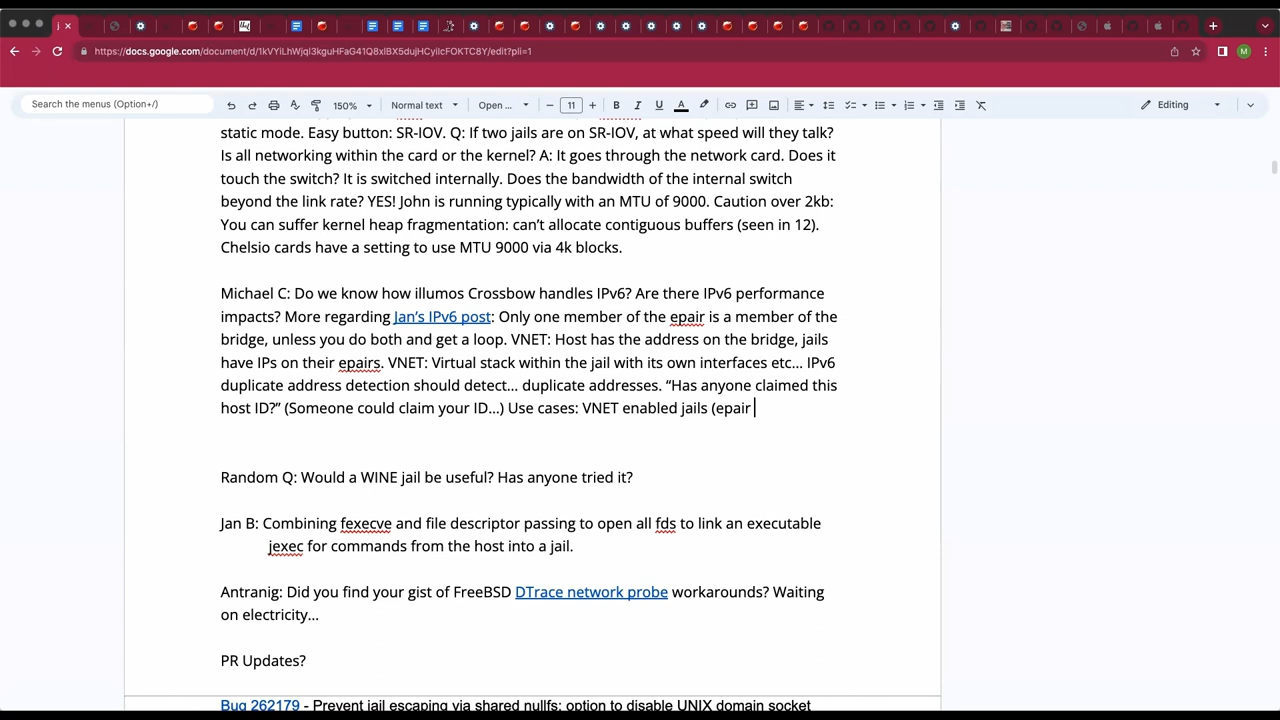 j
https://docs.google.com/document/d/1kVYiLhWjql3kguHFaG41Q8xlBX5dujHCyilcFOKTC8Y/edit?pli=1
M
Search the menus (Option+/)
150%
Normal text
Open ...
11
B I U A
Editing
static mode. Easy button: SR-IOV. Q: If two jails are on SR-IOV, at what speed will they talk?
Is all networking within the card or the kernel? A: It goes through the network card. Does it
touch the switch? It is switched internally. Does the bandwidth of the internal switch
beyond the link rate? YES! John is running typically with an MTU of 9000. Caution over 2kb:
You can suffer kernel heap fragmentation: can’t allocate contiguous buffers (seen in 12).
Chelsio cards have a setting to use MTU 9000 via 4k blocks.
Michael C: Do we know how illumos Crossbow handles IPv6? Are there IPv6 performance
impacts? More regarding Jan’s IPv6 post: Only one member of the epair is a member of the
bridge, unless you do both and get a loop. VNET: Host has the address on the bridge, jails
have IPs on their epairs. VNET: Virtual stack within the jail with its own interfaces etc... IPv6
duplicate address detection should detect... duplicate addresses. “Has anyone claimed this
host ID?” (Someone could claim your ID...) Use cases: VNET enabled jails (epair
Random Q: Would a WINE jail be useful? Has anyone tried it?
Jan B: Combining fexecve and file descriptor passing to open all fds to link an executable
jexec for commands from the host into a jail.
Antranig: Did you find your gist of FreeBSD DTrace network probe workarounds? Waiting
on electricity...
PR Updates?
Bug 262179 - Prevent jail escaping via shared nullfs: option to disable UNIX domain socket